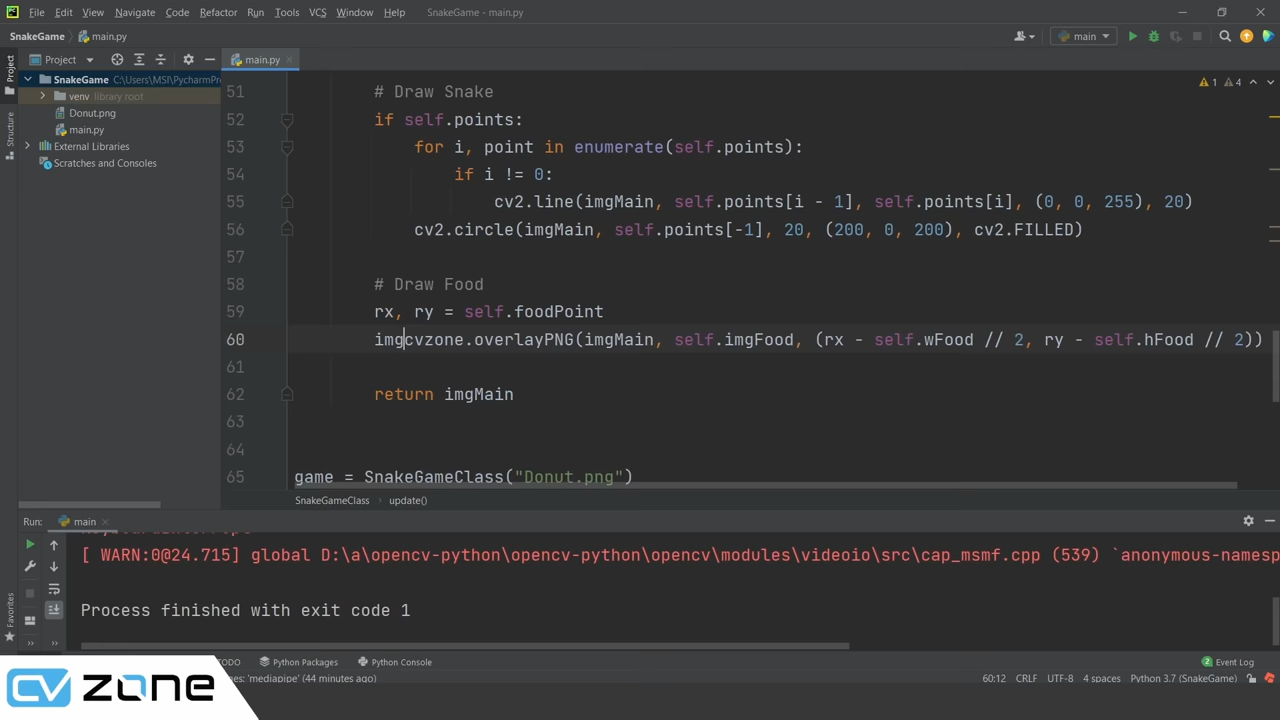 File Edit View Navigate Code Refactor Run Tools VCS Window Help SnakeGame - main.py
SnakeGame main.py main
Project main.py
SnakeGame C:\Users\MSI\PycharmPr
venv library root
Donut.png
main.py
External Libraries
Scratches and Consoles
Project
Structure
Favorites
1 4
51 # Draw Snake
52 if self.points:
53 for i, point in enumerate(self.points):
54 if i != 0:
55 cv2.line(imgMain, self.points[i - 1], self.points[i], (0, 0, 255), 20)
56 cv2.circle(imgMain, self.points[-1], 20, (200, 0, 200), cv2.FILLED)
57
58 # Draw Food
59 rx, ry = self.foodPoint
60 imgcvzone.overlayPNG(imgMain, self.imgFood, (rx - self.wFood // 2, ry - self.hFood // 2))
61
62 return imgMain
63
64
65 game = SnakeGameClass("Donut.png")
SnakeGameClass update()
Run: main
[ WARN:0@24.715] global D:\a\opencv-python\opencv-python\opencv\modules\videoio\src\cap_msmf.cpp (539) `anonymous-namesp
Process finished with exit code 1
TODO Python Packages Python Console 2 Event Log
'mediapipe' (44 minutes ago) 60:12 CRLF UTF-8 4 spaces Python 3.7 (SnakeGame)
CV ZONE